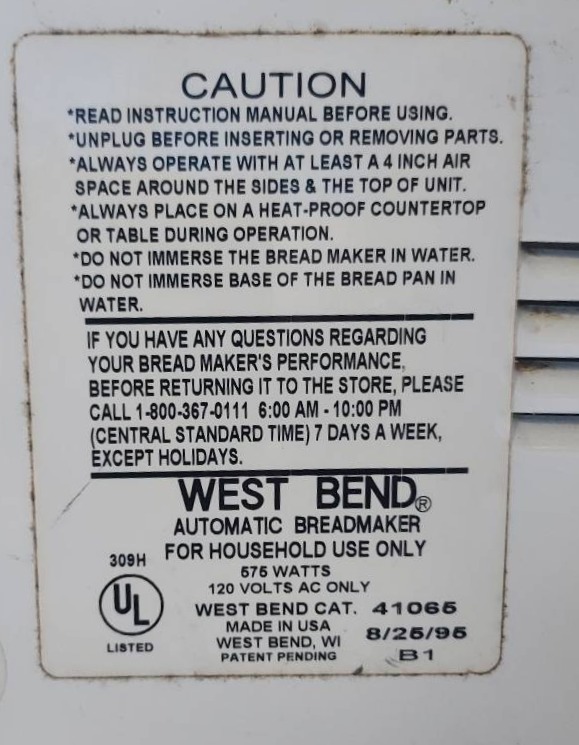 CAUTION
*READ INSTRUCTION MANUAL BEFORE USING.
*UNPLUG BEFORE INSERTING OR REMOVING PARTS.
*ALWAYS OPERATE WITH AT LEAST A 4 INCH AIR
SPACE AROUND THE SIDES & THE TOP OF UNIT.
*ALWAYS PLACE ON A HEAT-PROOF COUNTERTOP
OR TABLE DURING OPERATION.
*DO NOT IMMERSE THE BREAD MAKER IN WATER.
*DO NOT IMMERSE BASE OF THE BREAD PAN IN
WATER.
IF YOU HAVE ANY QUESTIONS REGARDING
YOUR BREAD MAKER'S PERFORMANCE,
BEFORE RETURNING IT TO THE STORE, PLEASE
CALL 1-800-367-0111 6:00 AM - 10:00 PM
(CENTRAL STANDARD TIME) 7 DAYS A WEEK,
EXCEPT HOLIDAYS.
WEST BEND®
AUTOMATIC BREADMAKER
FOR HOUSEHOLD USE ONLY
575 WATTS
120 VOLTS AC ONLY
309H
UL
LISTED
WEST BEND CAT. 41065
MADE IN USA
WEST BEND, WI 8/25/95
PATENT PENDING B1